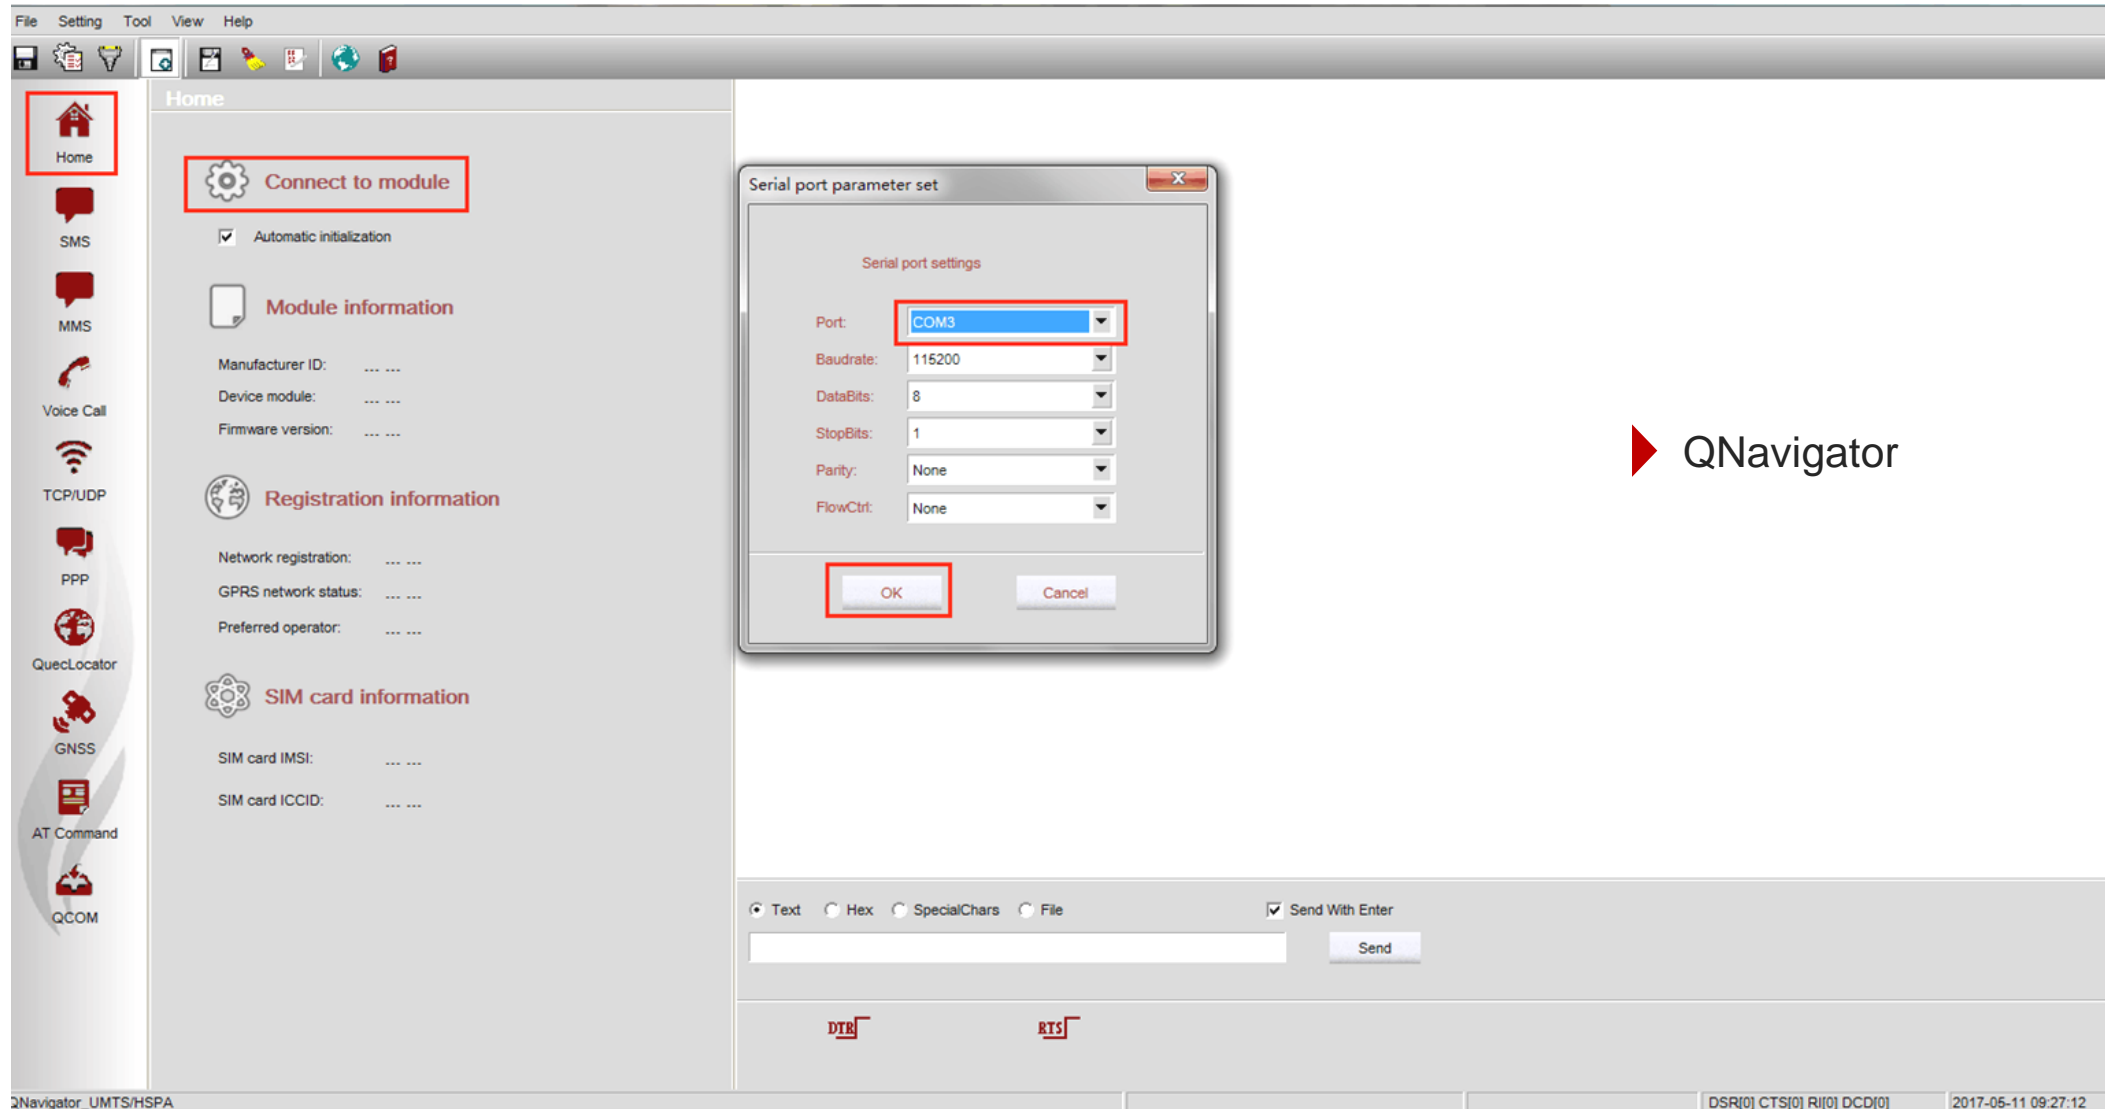 File Setting Tool View Help
Home
Home
SMS
MMS
Voice Call
TCP/UDP
PPP
QuecLocator
GNSS
AT Command
QCOM
Connect to module
Automatic initialization
Module information
Manufacturer ID: --- ---
Device module: --- ---
Firmware version: --- ---
Registration information
Network registration: --- ---
GPRS network status: --- ---
Preferred operator: --- ---
SIM card information
SIM card IMSI: --- ---
SIM card ICCID: --- ---
Serial port parameter set
Serial port settings
Port: COM3
Baudrate: 115200
DataBits: 8
StopBits: 1
Parity: None
FlowCtrl: None
OK Cancel
QNavigator
Text Hex SpecialChars File Send With Enter
Send
DTR RTS
QNavigator_UMTS/HSPA DSR[0] CTS[0] RI[0] DCD[0] 2017-05-11 09:27:12